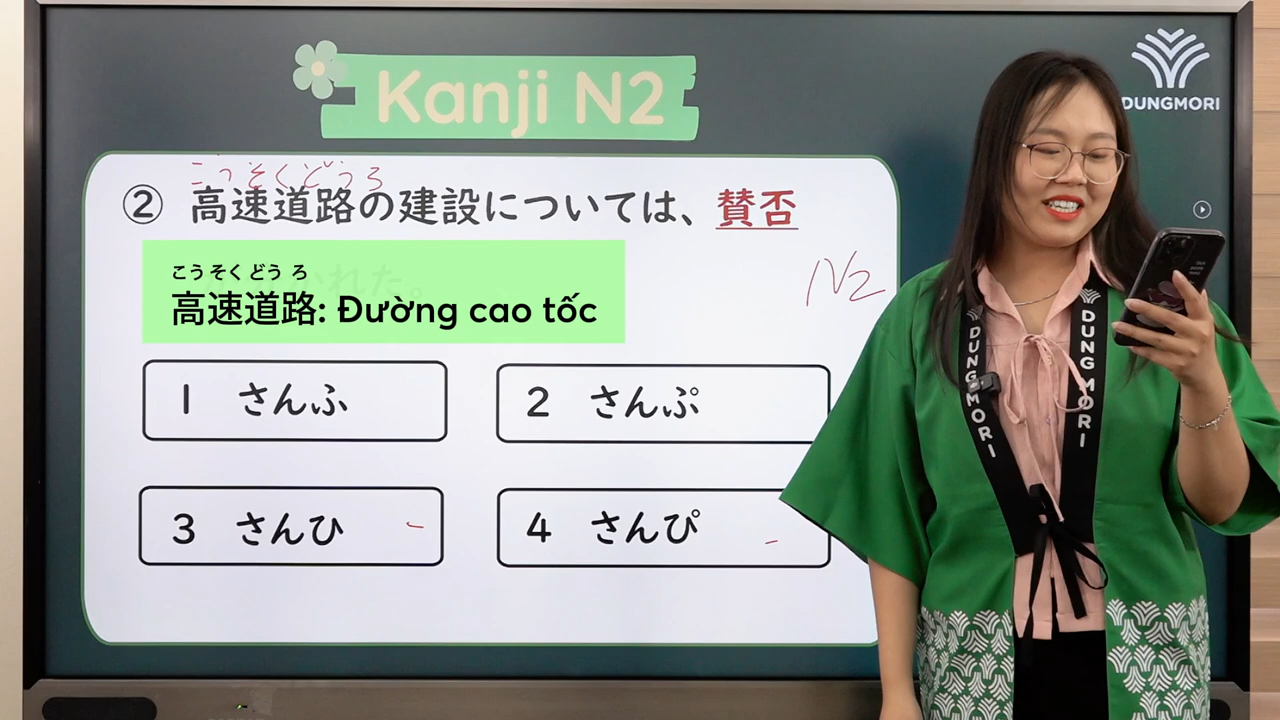 Kanji N2
DUNGMORI
こうそくどうろ
② 高速道路の建設については、賛否
かれた。
こうそくどうろ
高速道路: Đường cao tốc
N2
1 さんふ
2 さんぷ
3 さんひ
4 さんぴ
DUNGMORI
DUNGMORI